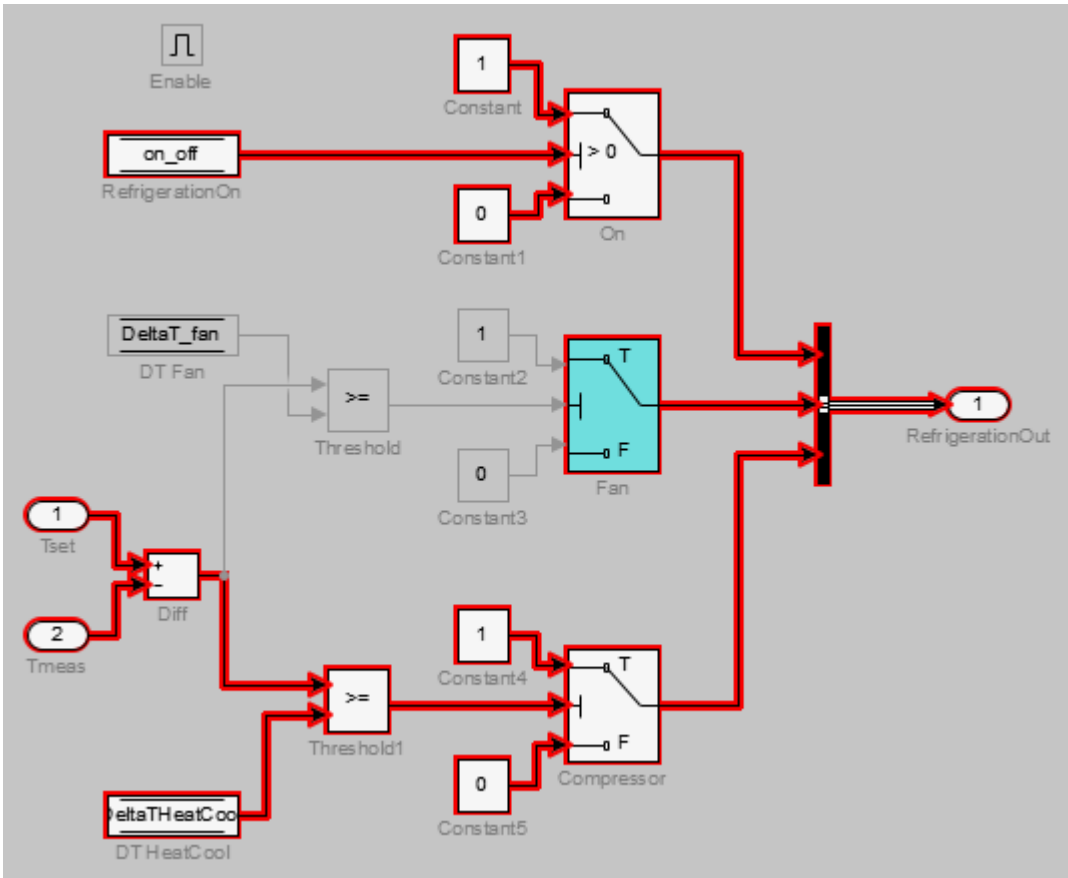 Enable
1
Constant
on_off
RefrigerationOn
> 0
0
Constant1
On
DeltaT_fan
DT Fan
1
Constant2
>=
Threshold
T
F
Fan
0
Constant3
1
RefrigerationOut
1
Tset
+
−
Diff
2
Tmeas
1
Constant4
>=
Threshold1
T
F
Compressor
0
Constant5
eltaTHeatCoo
DT HeatCool